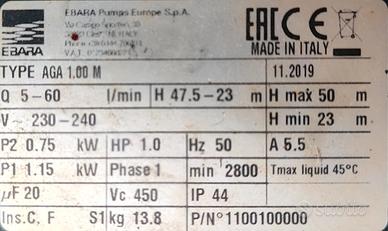 EBARA
EBARA Pumps Europe S.p.A.
EAC CE
MADE IN ITALY
TYPE AGA 1.00 M 11.2019
Q 5-60 l/min H 47.5-23 m H max 50 m
V~230-240 H min 23 m
P2 0.75 kW HP 1.0 Hz 50 A 5.5
P1 1.15 kW Phase 1 min 2800 Tmax liquid 45°C
µF 20 Vc 450 IP 44
Ins.C. F S1 kg 13.8 P/N°1100100000
subito